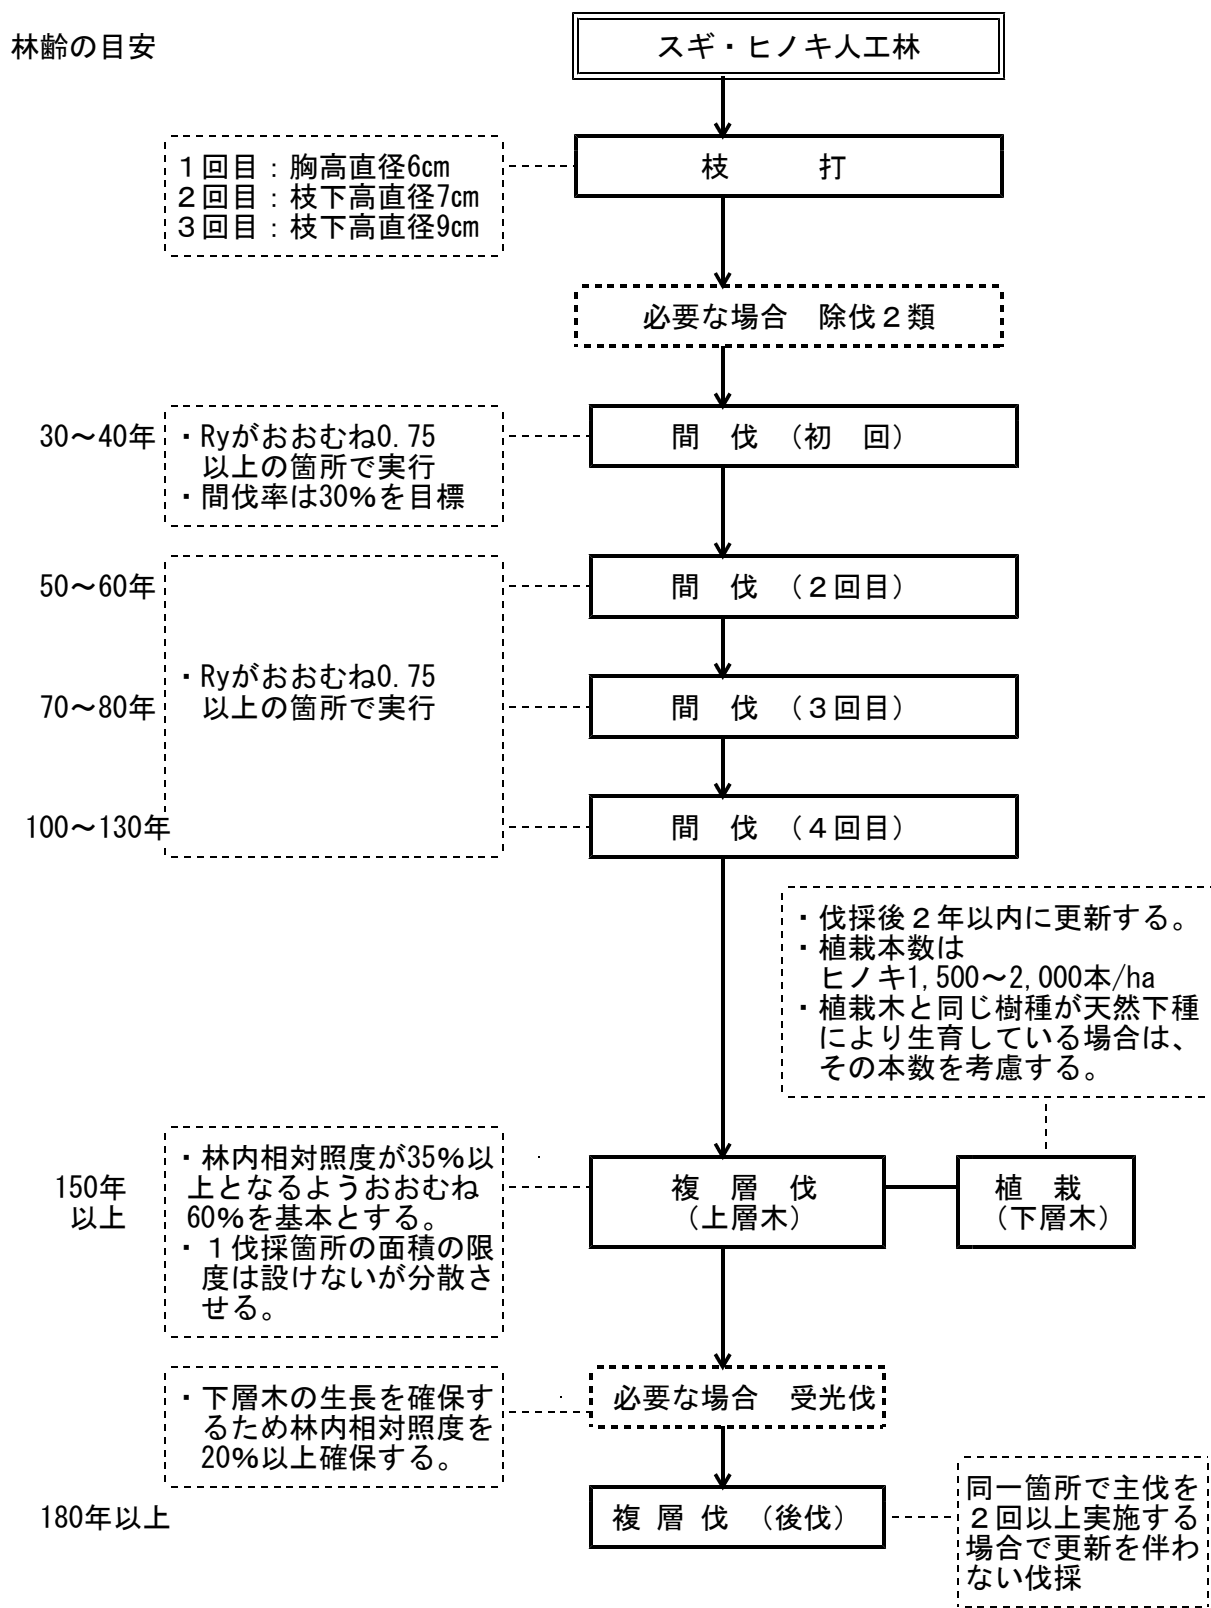 林齢の目安
スギ・ヒノキ人工林
１回目：胸高直径6cm
２回目：枝下高直径7cm
３回目：枝下高直径9cm
枝　　　打
必要な場合　除伐２類
30～40年
・Ryがおおむね0.75
以上の箇所で実行
・間伐率は30%を目標
間　伐　（初　回）
50～60年
間　伐　（２回目）
・Ryがおおむね0.75
以上の箇所で実行
70～80年
間　伐　（３回目）
100～130年
間　伐　（４回目）
・伐採後２年以内に更新する。
・植栽本数は
ヒノキ1,500～2,000本/ha
・植栽木と同じ樹種が天然下種
により生育している場合は、
その本数を考慮する。
150年
以上
・林内相対照度が35%以
上となるようおおむね
60%を基本とする。
・１伐採箇所の面積の限
度は設けないが分散さ
せる。
複　層　伐
（上層木）
植　栽
（下層木）
・下層木の生長を確保す
るため林内相対照度を
20%以上確保する。
必要な場合　受光伐
180年以上
複　層　伐　（後伐）
同一箇所で主伐を
２回以上実施する
場合で更新を伴わ
ない伐採